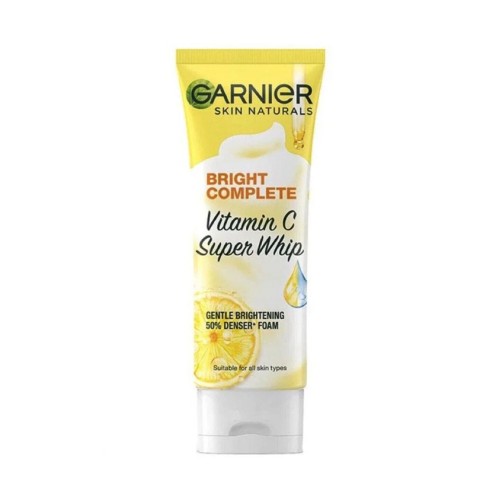 GARNIER
SKIN NATURALS
BRIGHT
COMPLETE
Vitamin C
Super Whip
GENTLE BRIGHTENING
50% DENSER* FOAM
Suitable for all skin types